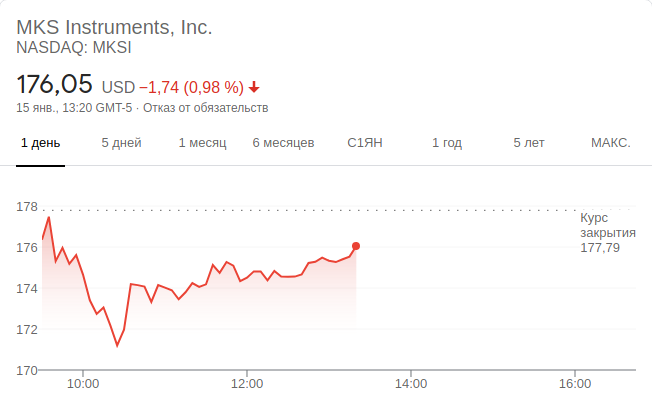 MKS Instruments, Inc.
NASDAQ: MKSI
176,05 USD −1,74 (0,98 %)
15 янв., 13:20 GMT-5 · Отказ от обязательств
1 день 5 дней 1 месяц 6 месяцев С1ЯН 1 год 5 лет МАКС.
178
Курс
закрытия
177,79
176
174
172
170
10:00 12:00 14:00 16:00